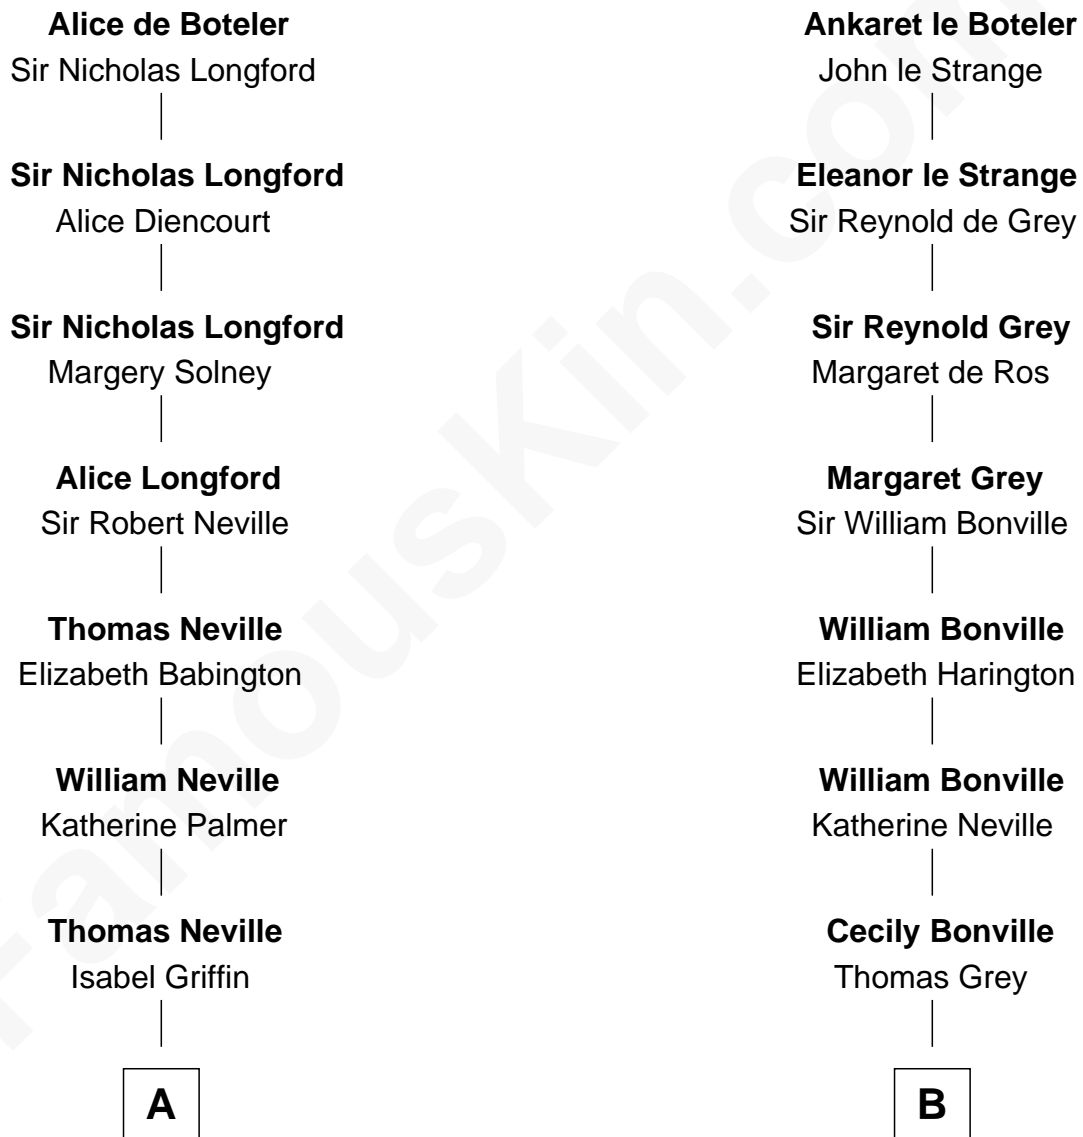 Alice de Boteler
Sir Nicholas Longford
Sir Nicholas Longford
Alice Diencourt
Sir Nicholas Longford
Margery Solney
Alice Longford
Sir Robert Neville
Thomas Neville
Elizabeth Babington
William Neville
Katherine Palmer
Thomas Neville
Isabel Griffin
A
Ankaret le Boteler
John le Strange
Eleanor le Strange
Sir Reynold de Grey
Sir Reynold Grey
Margaret de Ros
Margaret Grey
Sir William Bonville
William Bonville
Elizabeth Harington
William Bonville
Katherine Neville
Cecily Bonville
Thomas Grey
B
FamousKin.com